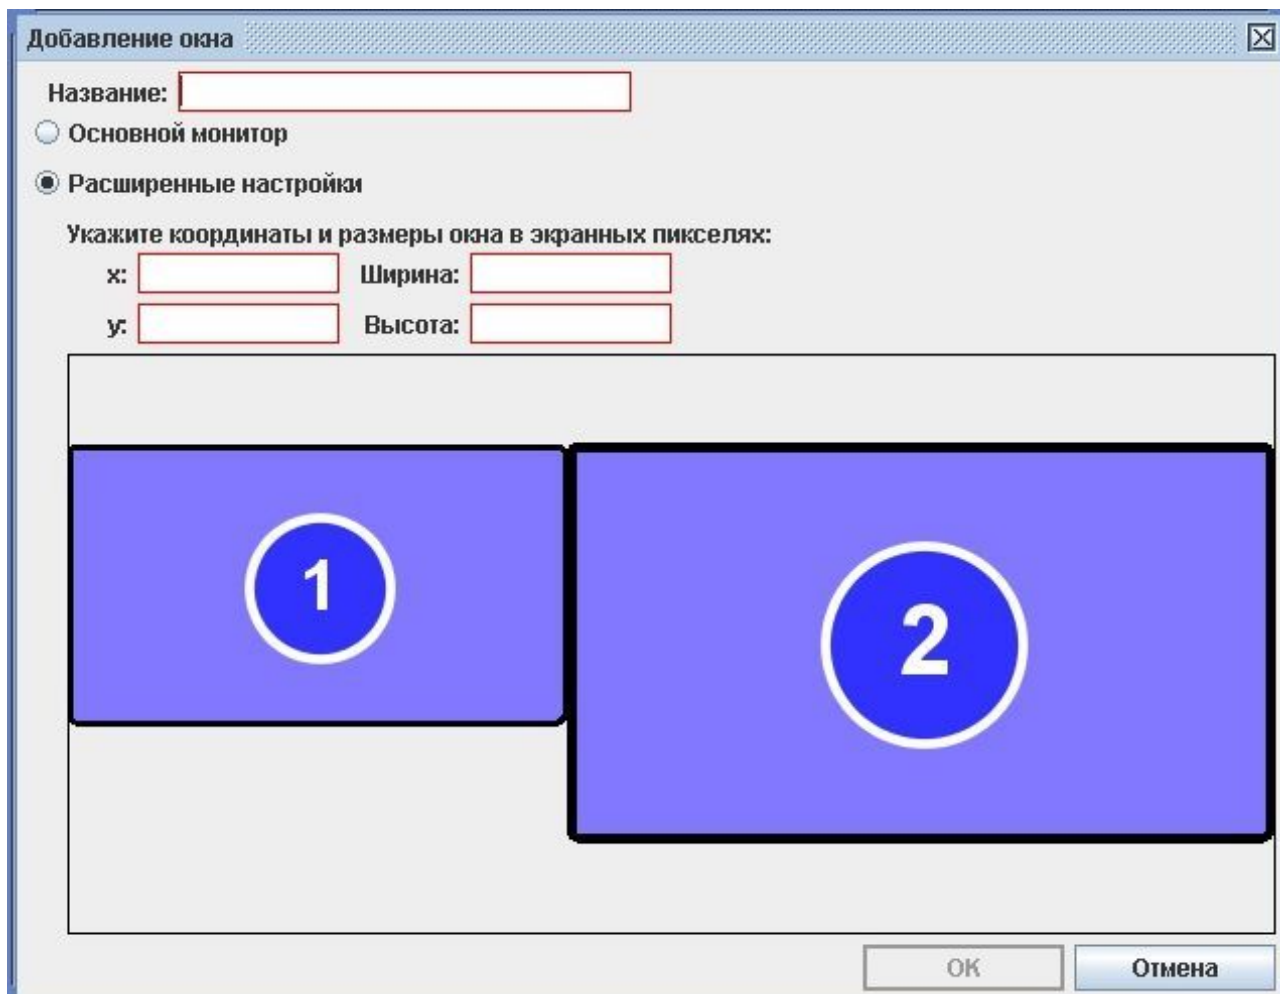 Добавление окна
Название:
Основной монитор
Расширенные настройки
Укажите координаты и размеры окна в экранных пикселях:
x: Ширина:
y: Высота:
1 2
OK Отмена